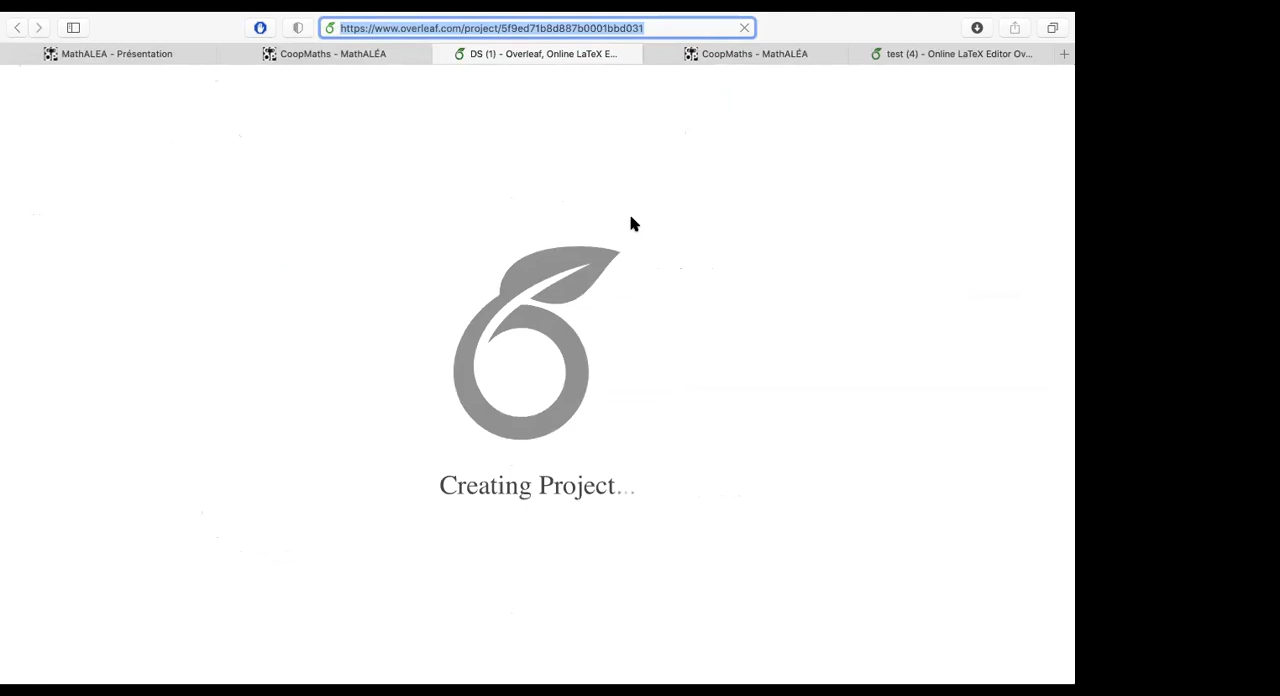 https://www.overleaf.com/project/5f9ed71b8d887b0001bbd031
MathALEA - Présentation
CoopMaths - MathALÉA
DS (1) - Overleaf, Online LaTeX E...
CoopMaths - MathALÉA
test (4) - Online LaTeX Editor Ov...
Creating Project...